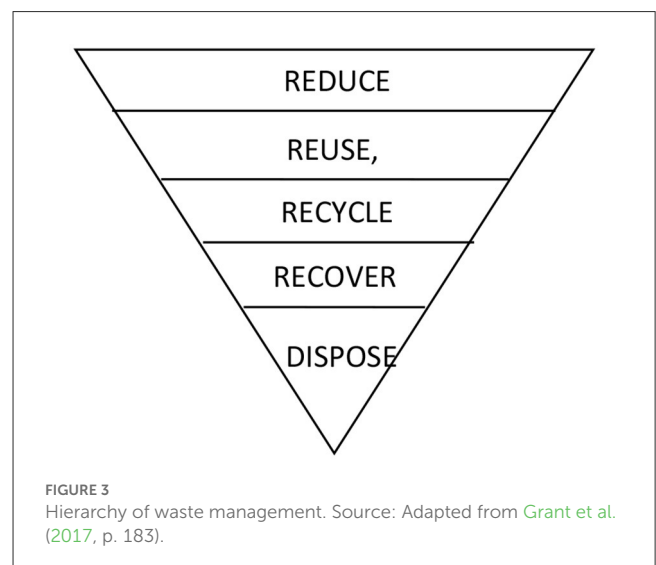 REDUCE
REUSE,
RECYCLE
RECOVER
DISPOSE
FIGURE 3
Hierarchy of waste management. Source: Adapted from Grant et al.
(2017, p. 183).